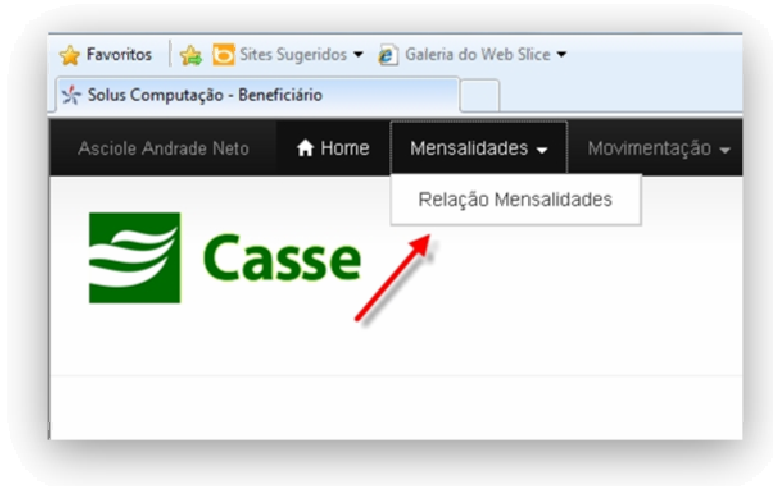 Favoritos Sites Sugeridos Galeria do Web Slice
Solus Computação - Beneficiário
Asciole Andrade Neto Home Mensalidades Movimentação
Relação Mensalidades
Casse